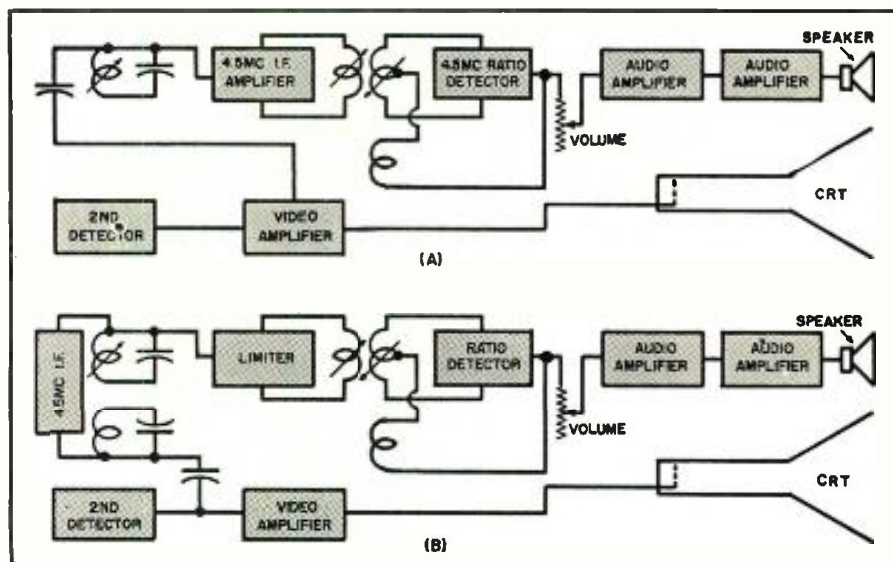 SPEAKER
4.5MC I.F.
AMPLIFIER
4.5MC RATIO
DETECTOR
AUDIO
AMPLIFIER
AUDIO
AMPLIFIER
VOLUME
2ND
DETECTOR
VIDEO
AMPLIFIER
CRT
(A)
SPEAKER
4.5MC I.F.
LIMITER
RATIO
DETECTOR
AUDIO
AMPLIFIER
AUDIO
AMPLIFIER
VOLUME
2ND
DETECTOR
VIDEO
AMPLIFIER
CRT
(B)